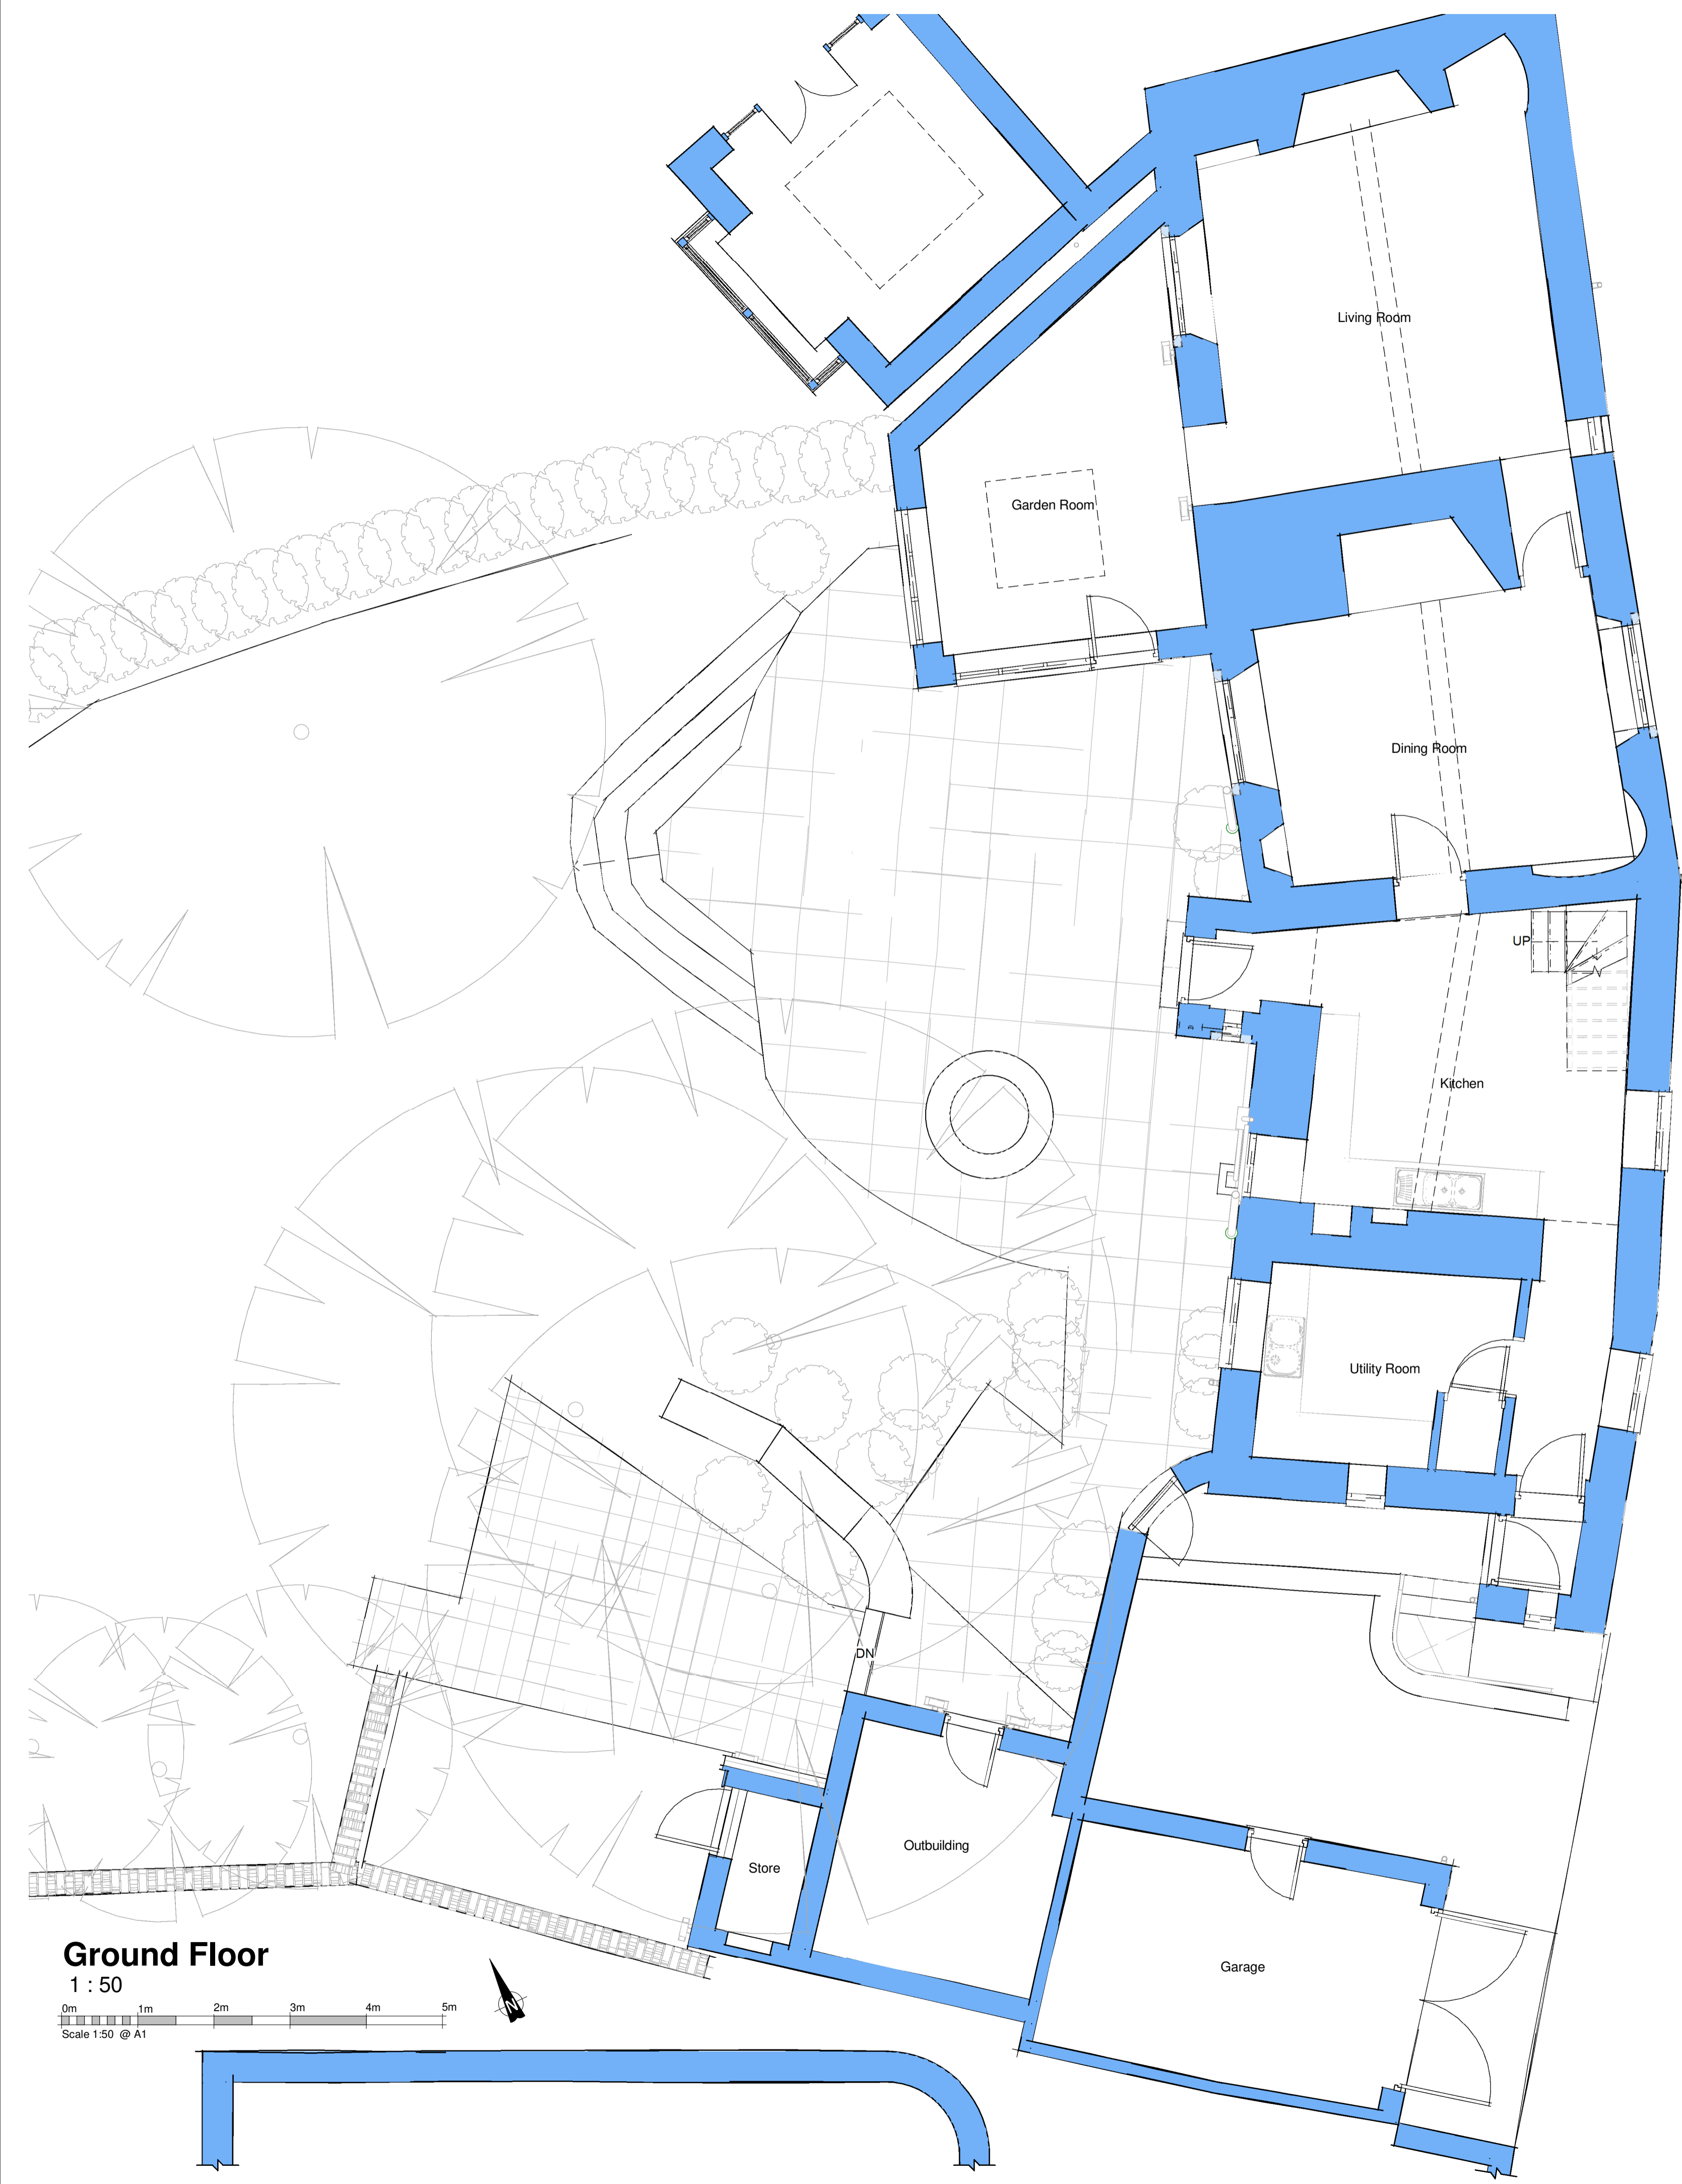 Living Room
Garden Room
Dining Room
UP
Kitchen
Utility Room
DN
Outbuilding
Store
Garage
Ground Floor
1 : 50
0m 1m 2m 3m 4m 5m
Scale 1:50 @ A1
N